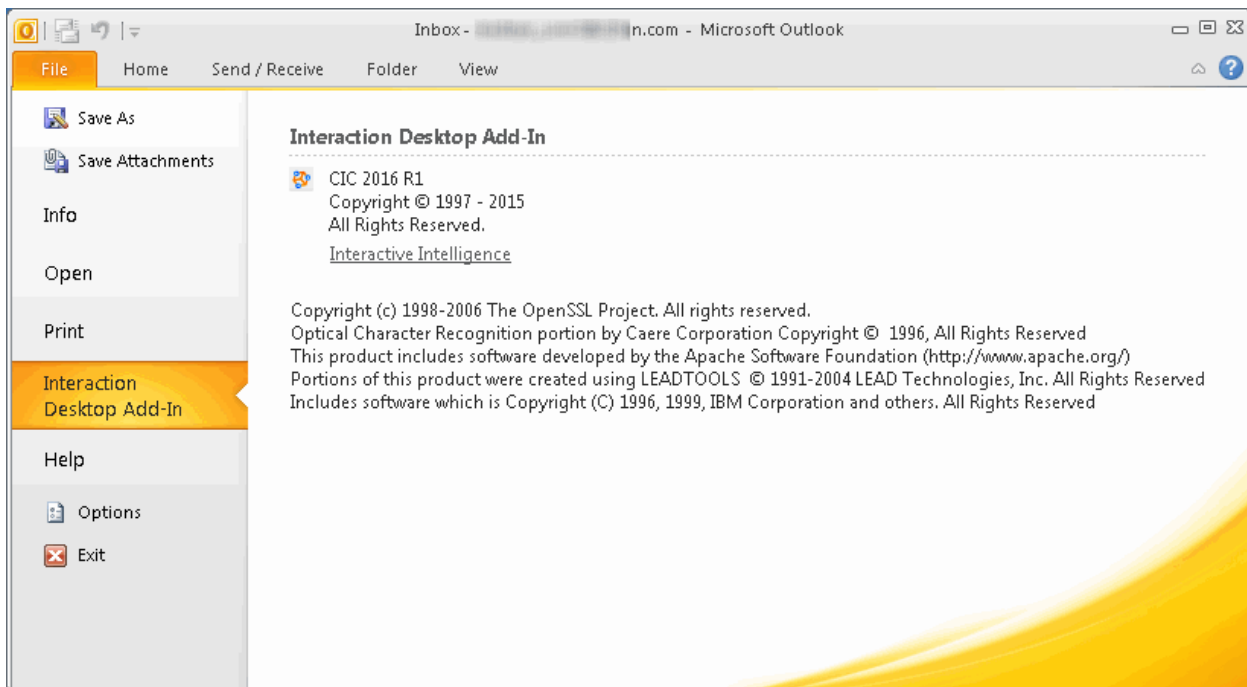 Inbox - n.com - Microsoft Outlook
File Home Send / Receive Folder View
Save As
Save Attachments
Info
Open
Print
Interaction
Desktop Add-In
Help
Options
Exit
Interaction Desktop Add-In
CIC 2016 R1
Copyright © 1997 - 2015
All Rights Reserved.
Interactive Intelligence
Copyright (c) 1998-2006 The OpenSSL Project. All rights reserved.
Optical Character Recognition portion by Caere Corporation Copyright © 1996, All Rights Reserved
This product includes software developed by the Apache Software Foundation (http://www.apache.org/)
Portions of this product were created using LEADTOOLS © 1991-2004 LEAD Technologies, Inc. All Rights Reserved
Includes software which is Copyright (C) 1996, 1999, IBM Corporation and others. All Rights Reserved